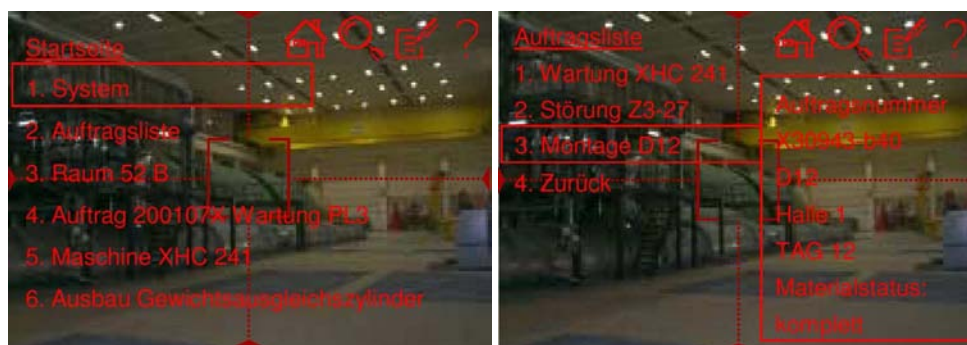 Startseite
1. System
2. Auftragsliste
3. Raum 52 B
4. Auftrag 200107X Wartung PL3
5. Maschine XHC 241
6. Ausbau Gewichtsausgleichszylinder
?
Auftragsliste
1. Wartung XHC 241
2. Störung Z3-27
3. Montage D12
4. Zurück
?
Auftragsnummer
X30943-b40
D12
Halle 1
TAG 12
Materialstatus:
komplett